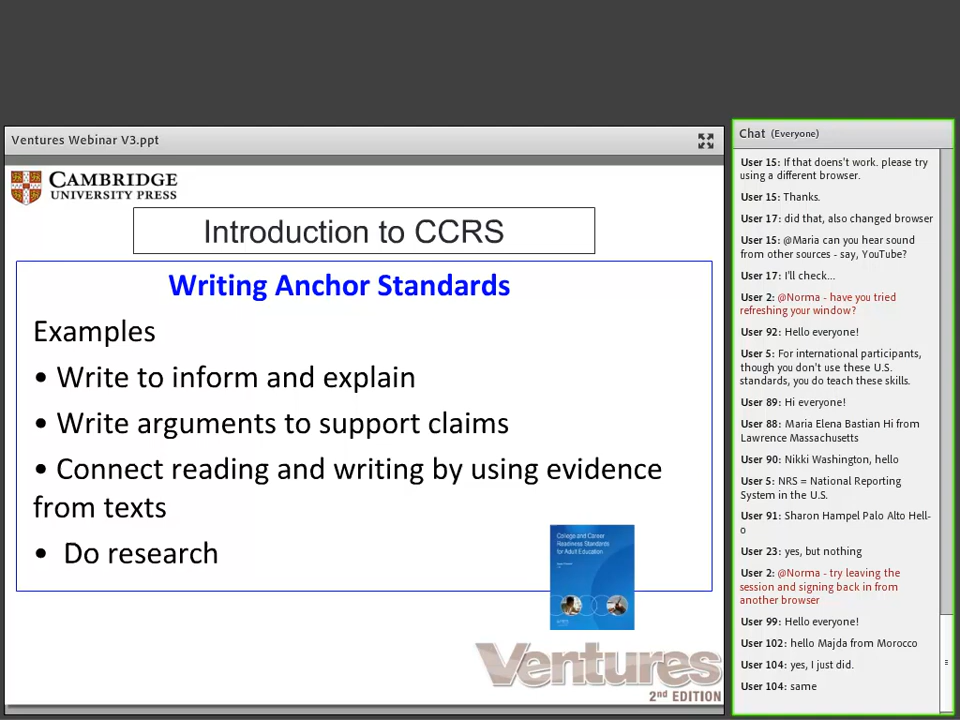 Ventures Webinar V3.ppt
CAMBRIDGE
UNIVERSITY PRESS
Introduction to CCRS
Writing Anchor Standards
Examples
• Write to inform and explain
• Write arguments to support claims
• Connect reading and writing by using evidence
from texts
• Do research
College and Career
Readiness Standards
for Adult Education
Ventures
2nd EDITION
Chat (Everyone)
User 15: If that doens't work. please try
using a different browser.
User 15: Thanks.
User 17: did that, also changed browser
User 15: @Maria can you hear sound
from other sources - say, YouTube?
User 17: I'll check...
User 2: @Norma - have you tried
refreshing your window?
User 92: Hello everyone!
User 5: For international participants,
though you don't use these U.S.
standards, you do teach these skills.
User 89: Hi everyone!
User 88: Maria Elena Bastian Hi from
Lawrence Massachusetts
User 90: Nikki Washington, hello
User 5: NRS = National Reporting
System in the U.S.
User 91: Sharon Hampel Palo Alto Hell-
o
User 23: yes, but nothing
User 2: @Norma - try leaving the
session and signing back in from
another browser
User 99: Hello everyone!
User 102: hello Majda from Morocco
User 104: yes, I just did.
User 104: same